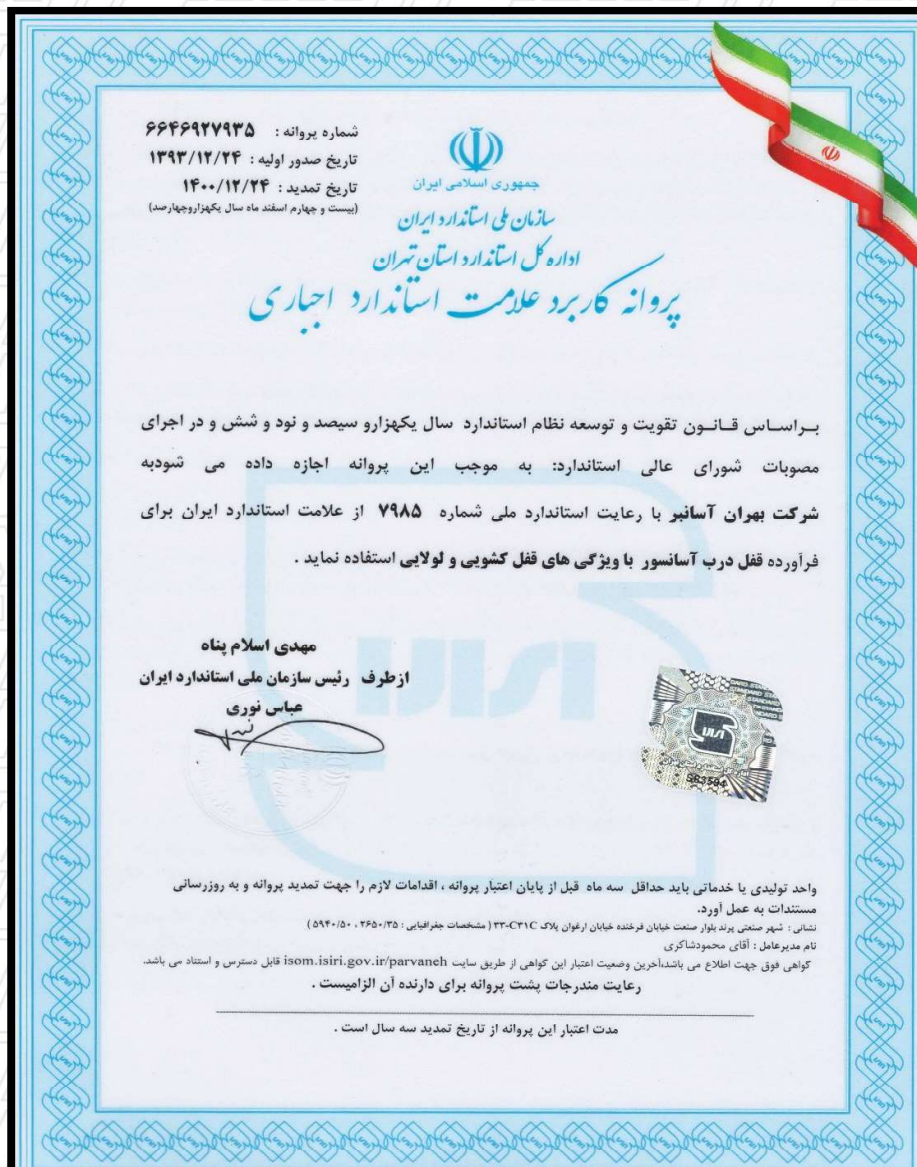 شماره پروانه : ۶۶۴۶۹۲۷۹۳۵
تاریخ صدور اولیه : ۱۳۹۳/۱۲/۲۴
تاریخ تمدید : ۱۴۰۰/۱۲/۲۴
(بیست و چهارم اسفند ماه سال یکهزاروچهارصد)
جمهوری اسلامی ایران
سازمان ملی استاندارد ایران
اداره کل استاندارد استان تهران
پروانه کاربرد علامت استاندارد اجباری
براساس قانون تقویت و توسعه نظام استاندارد سال یکهزارو سیصد و نود و شش و در اجرای
مصوبات شورای عالی استاندارد: به موجب این پروانه اجازه داده می شودبه
شرکت بهران آسانبر با رعایت استاندارد ملی شماره ۷۹۸۵ از علامت استاندارد ایران برای
فرآورده قفل درب آسانسور با ویژگی های قفل کشویی و لولایی استفاده نماید .
مهدی اسلام پناه
ازطرف رئیس سازمان ملی استاندارد ایران
عباس نوری
واحد تولیدی یا خدماتی باید حداقل سه ماه قبل از پایان اعتبار پروانه ، اقدامات لازم را جهت تمدید پروانه و به روزرسانی
مستندات به عمل آورد.
نشانی : شهر صنعتی پرند بلوار صنعت خیابان فرخنده خیابان ارغوان پلاک ۳۳-C۳۱C ( مشخصات جغرافیایی : ۲۶۵۰/۳۵ ، ۵۹۴۰/۵۰ )
نام مدیرعامل : آقای محمودشاکری
گواهی فوق جهت اطلاع می باشد،آخرین وضعیت اعتبار این گواهی از طریق سایت isom.isiri.gov.ir/parvaneh قابل دسترس و استناد می باشد.
رعایت مندرجات پشت پروانه برای دارنده آن الزامیست .
مدت اعتبار این پروانه از تاریخ تمدید سه سال است .